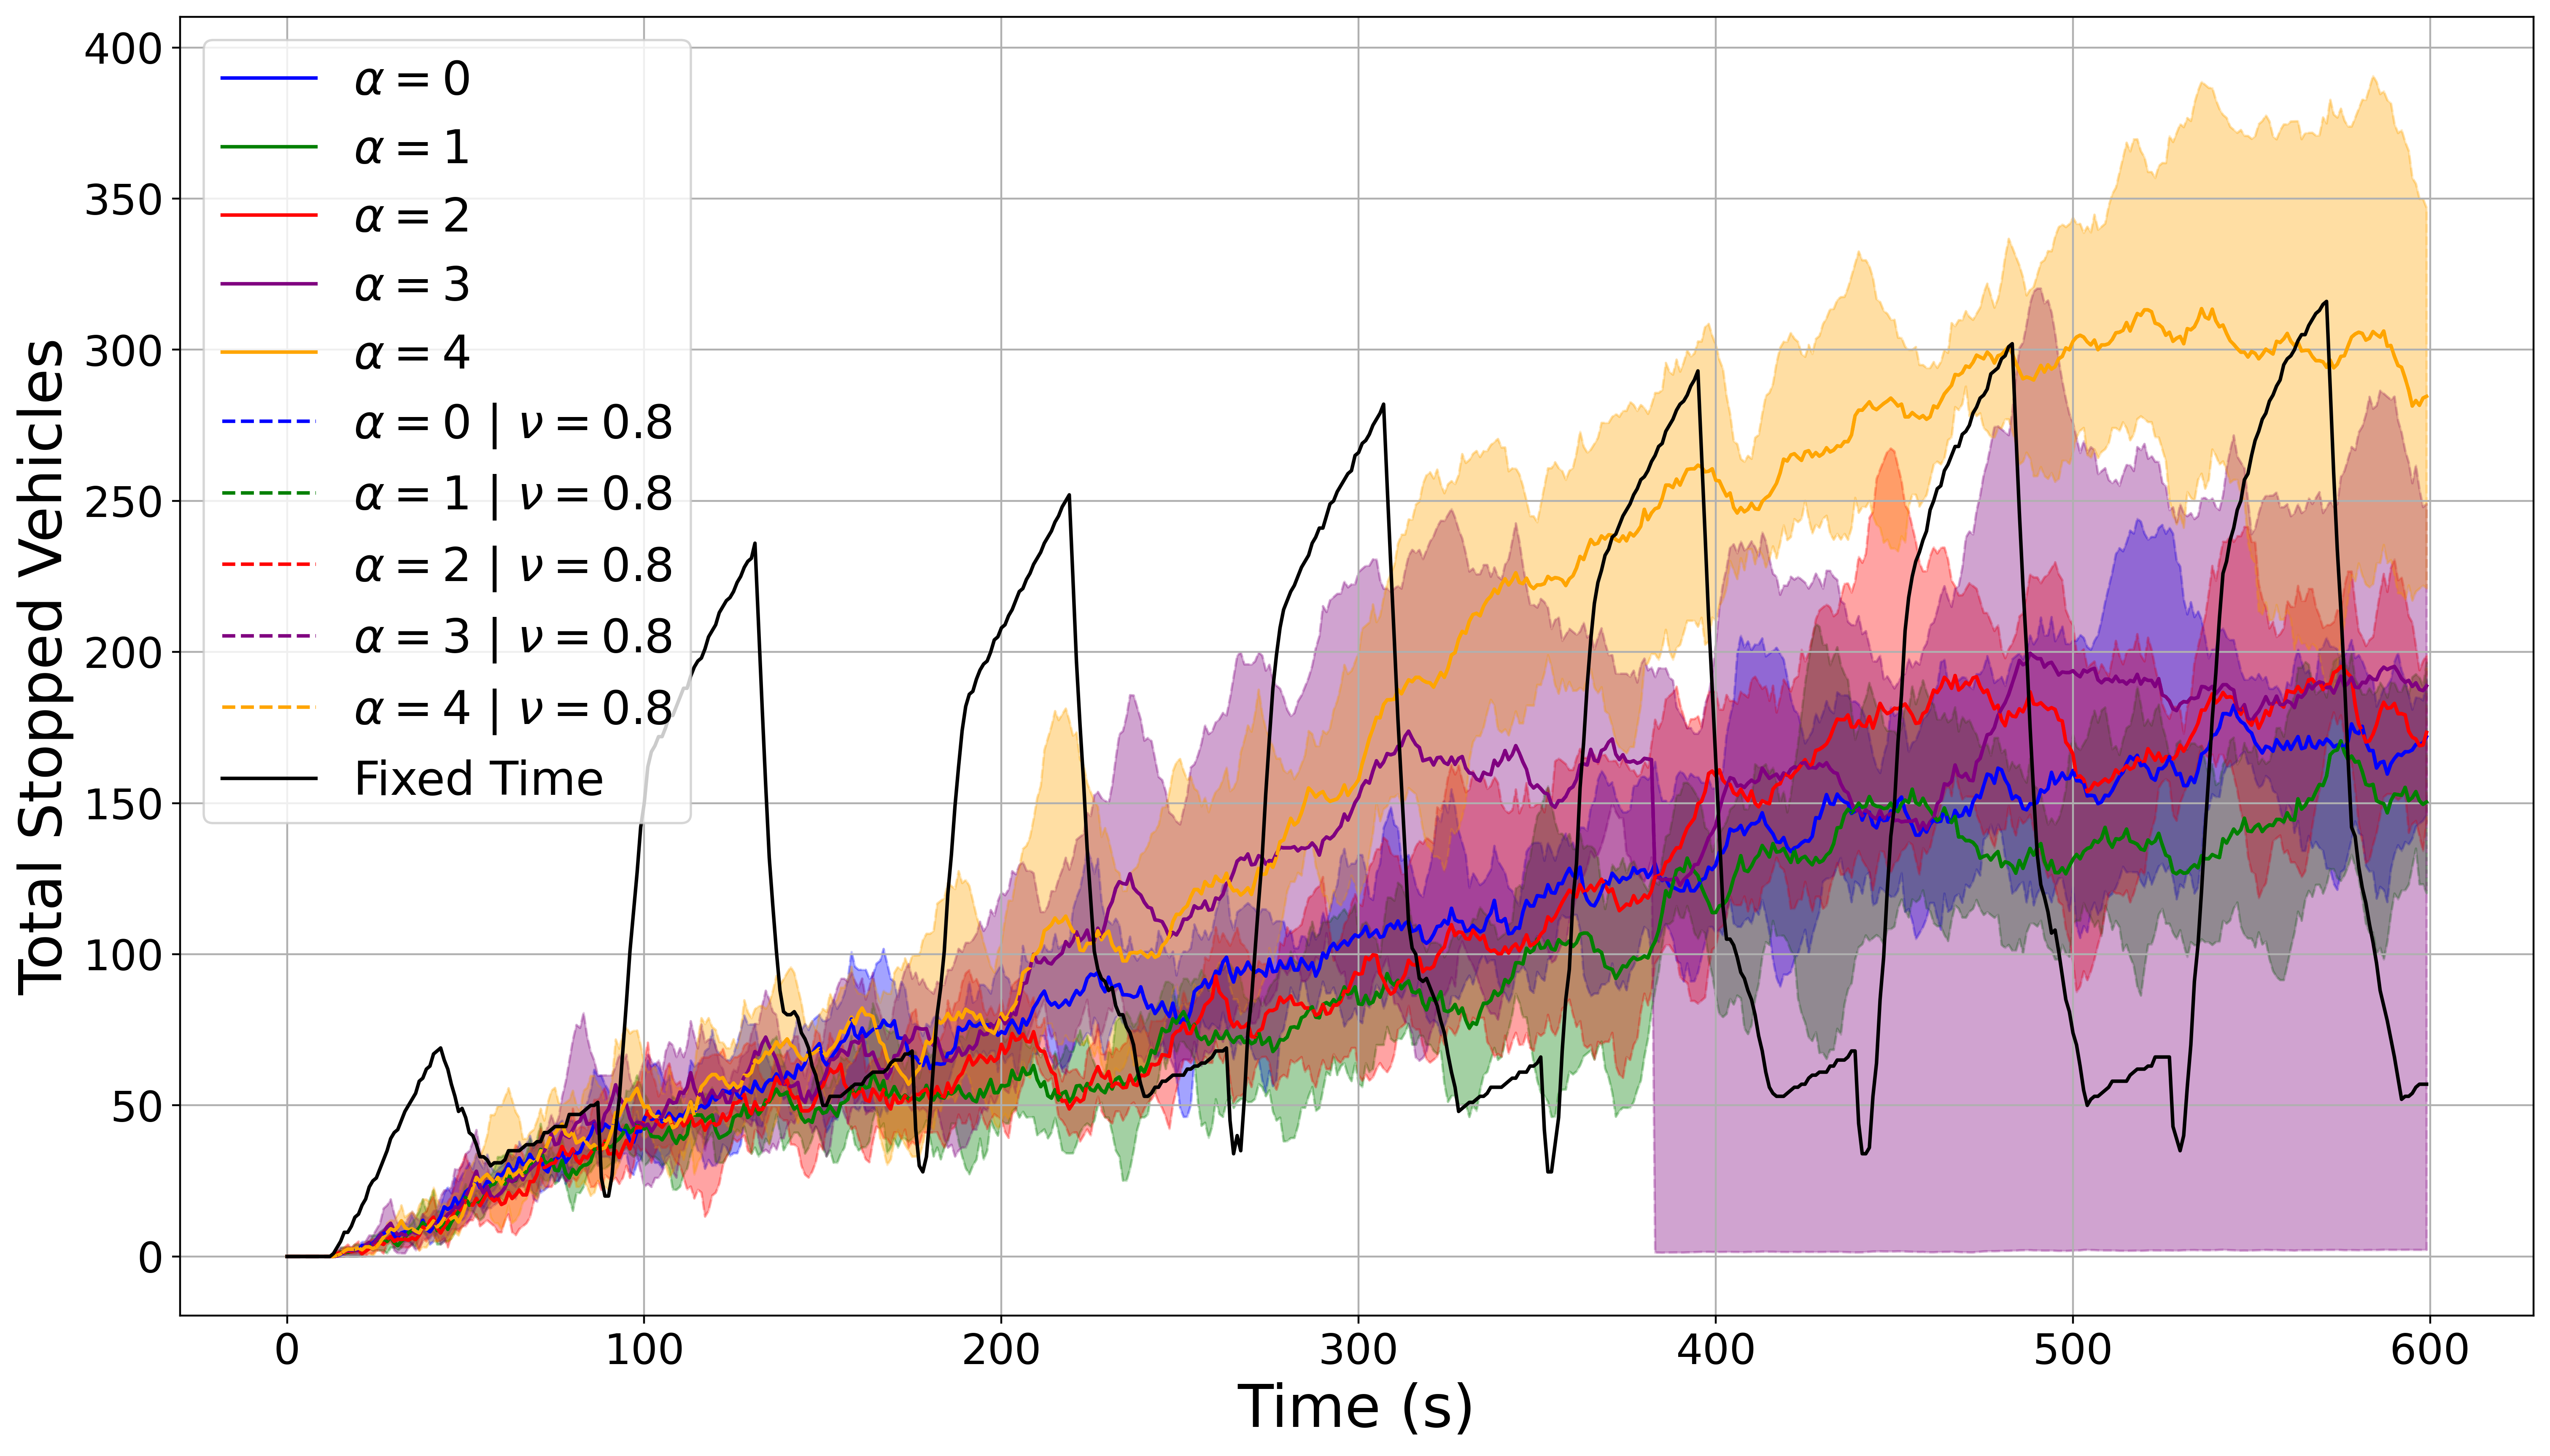 Total Stopped Vehicles
400
350
300
250
200
150
100
50
0
α = 0
α = 1
α = 2
α = 3
α = 4
α = 0 | ν = 0.8
α = 1 | ν = 0.8
α = 2 | ν = 0.8
α = 3 | ν = 0.8
α = 4 | ν = 0.8
Fixed Time
0 100 200 300 400 500 600
Time (s)